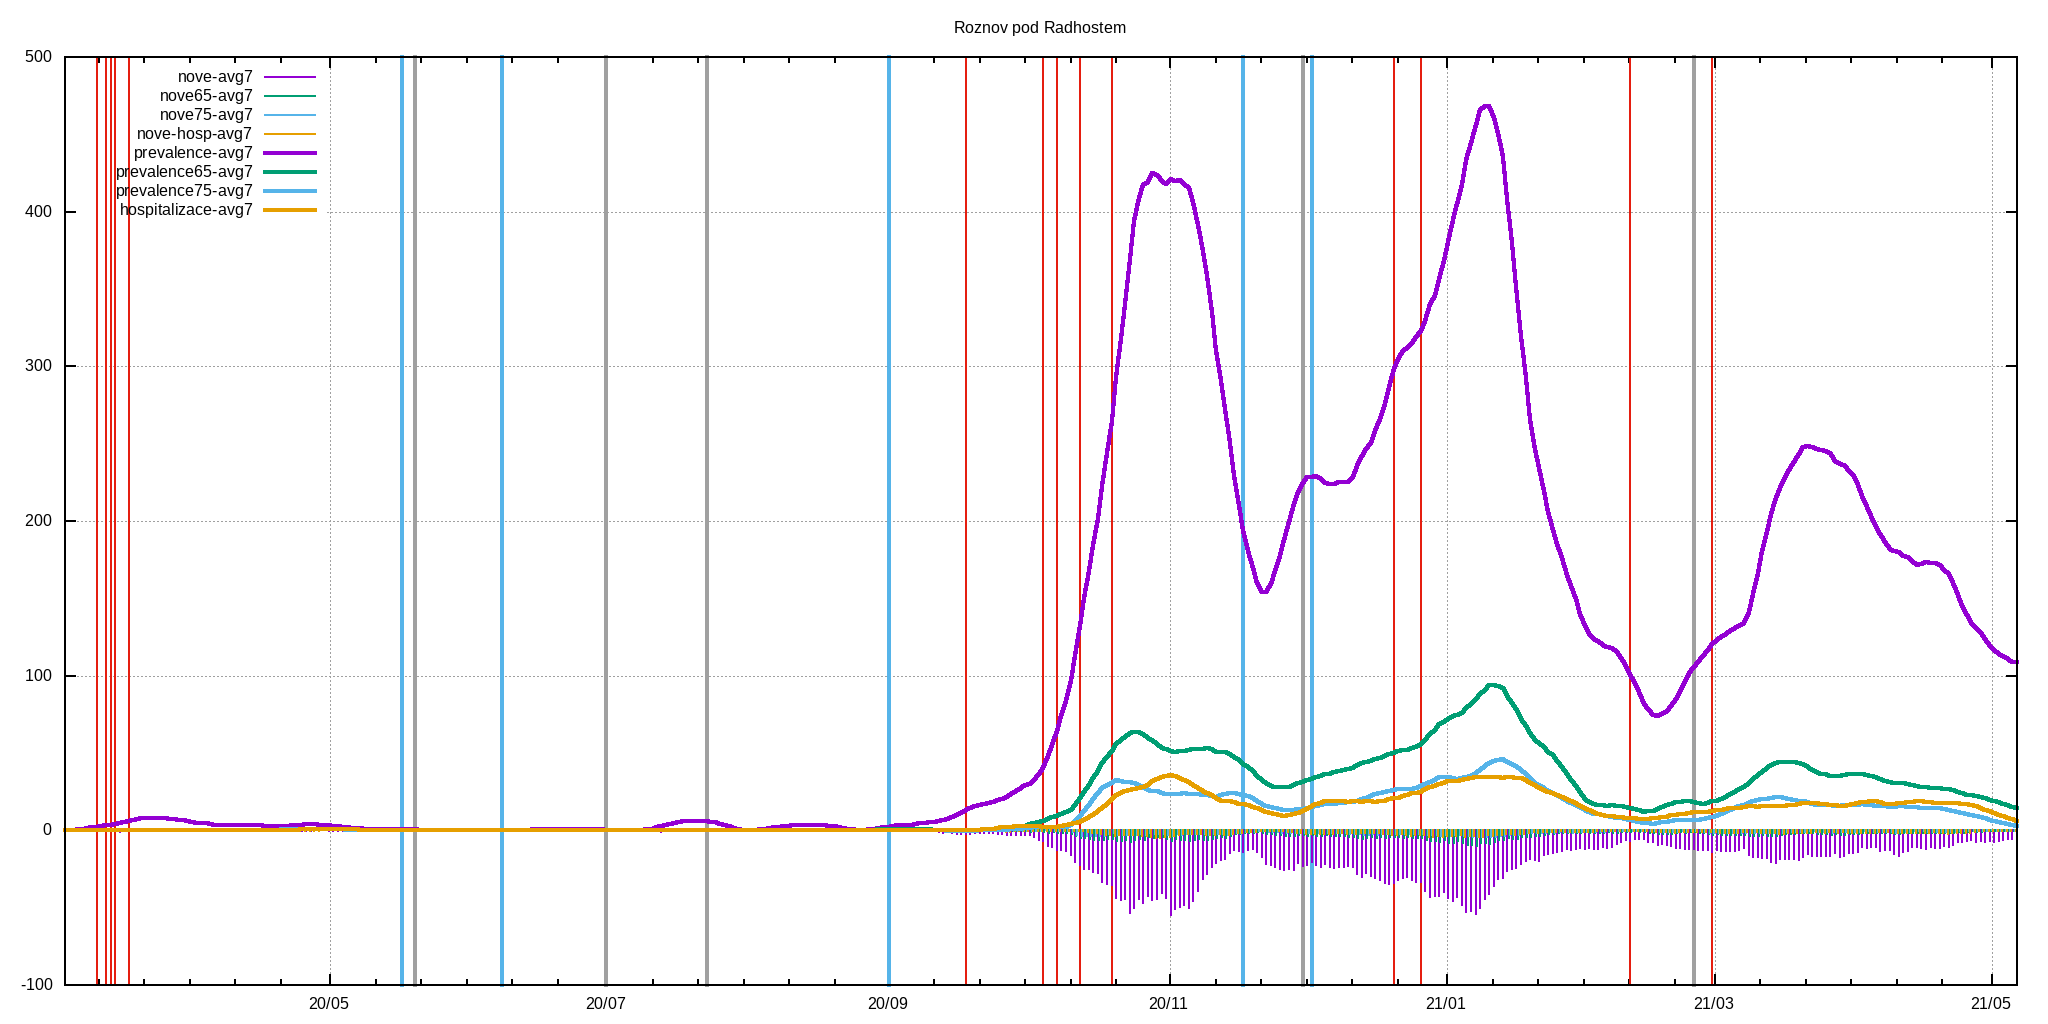 Roznov pod Radhostem
500
400
300
200
100
0
-100
nove-avg7
nove65-avg7
nove75-avg7
nove-hosp-avg7
prevalence-avg7
prevalence65-avg7
prevalence75-avg7
hospitalizace-avg7
20/05 20/07 20/09 20/11 21/01 21/03 21/05